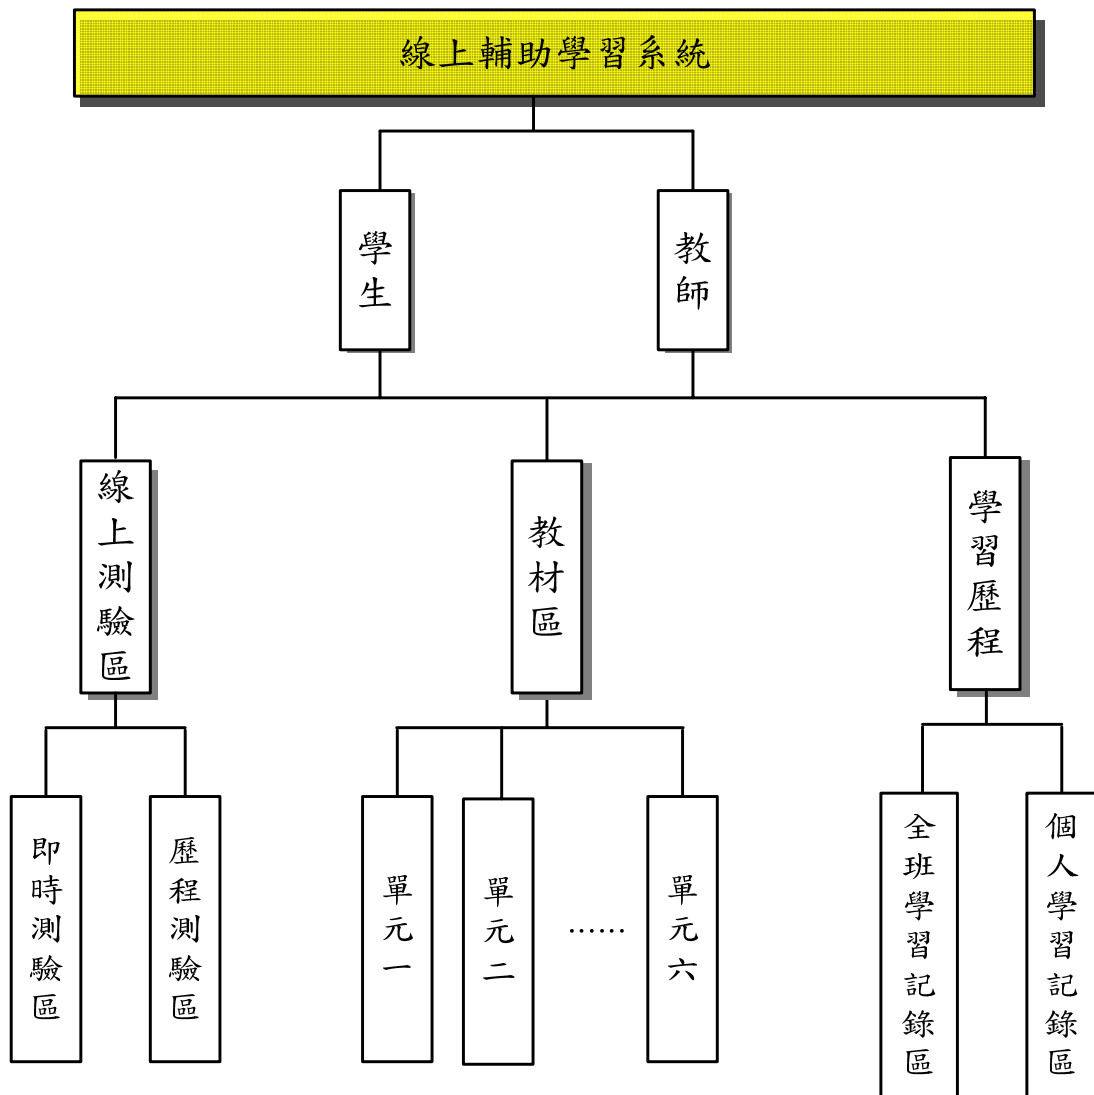 線上輔助學習系統
學生
教師
線上測驗區
教材區
學習歷程
即時測驗區
歷程測驗區
單元一
單元二
……
單元六
全班學習記錄區
個人學習記錄區